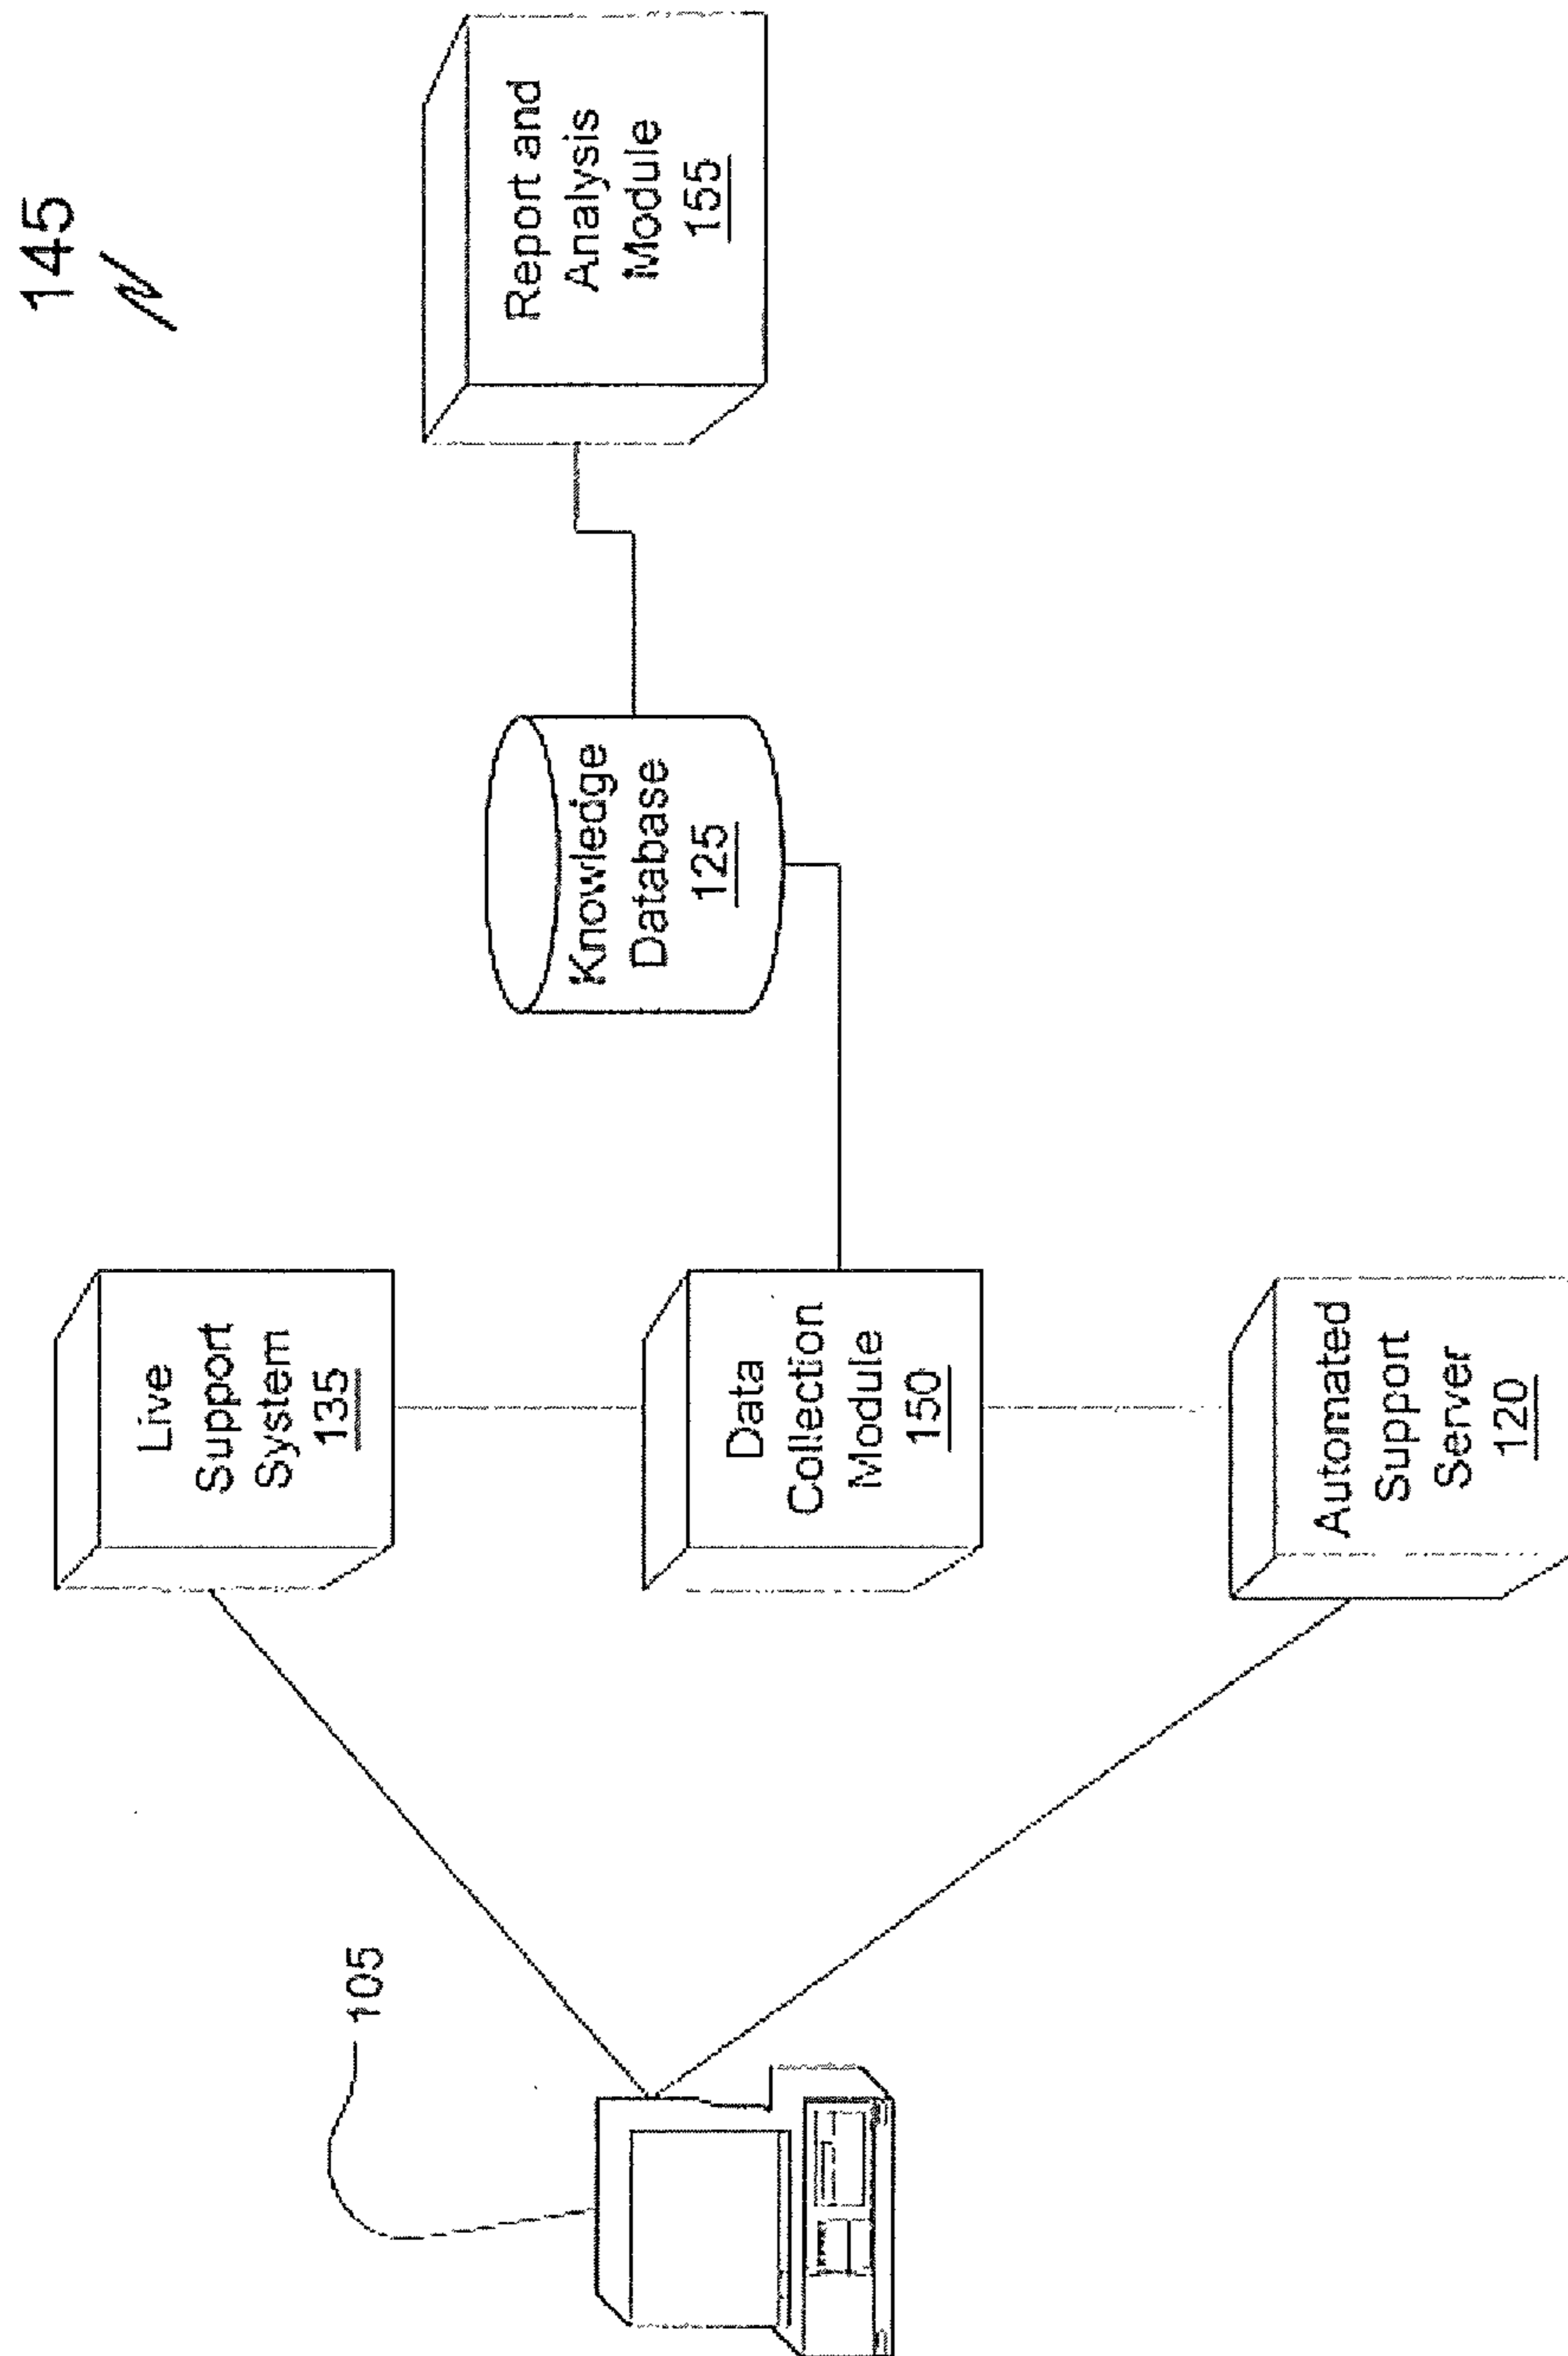 145
105
Live
Support
System
135
Data
Collection
Module
150
Automated
Support
Server
120
Knowledge
Database
125
Report and
Analysis
Module
155